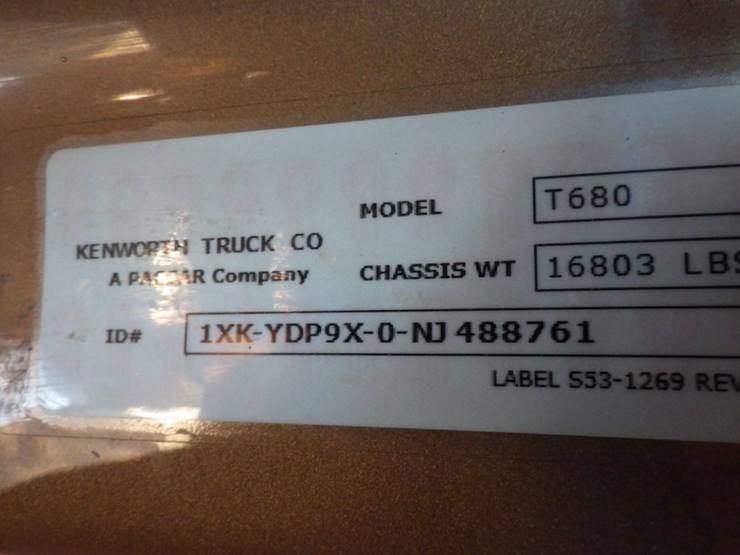 MODEL T680
KENWORTH TRUCK CO
A PACCAR Company
CHASSIS WT 16803 LBS
ID# 1XK-YDP9X-0-NJ 488761
LABEL S53-1269 REV